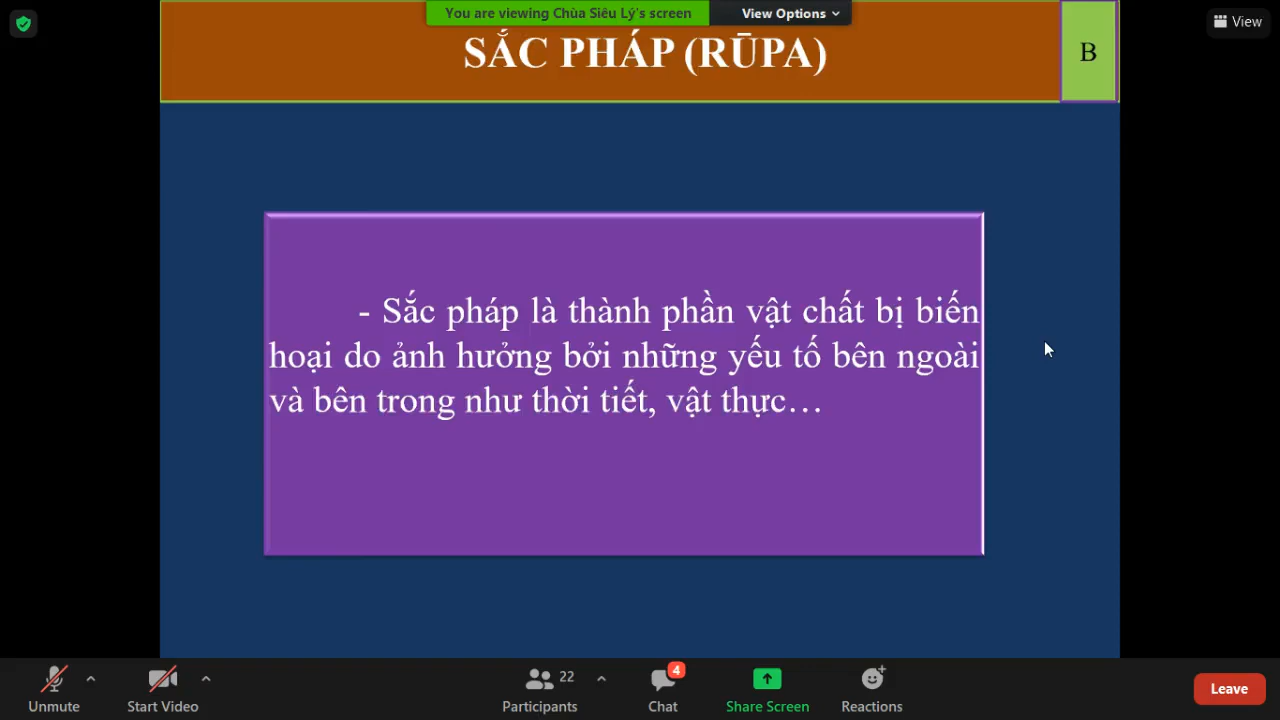 You are viewing Chùa Siêu Lý's screen
View Options
View
SẮC PHÁP (RŪPA)
B
- Sắc pháp là thành phần vật chất bị biến
hoại do ảnh hưởng bởi những yếu tố bên ngoài
và bên trong như thời tiết, vật thực…
Unmute
Start Video
22
Participants
4
Chat
Share Screen
Reactions
Leave